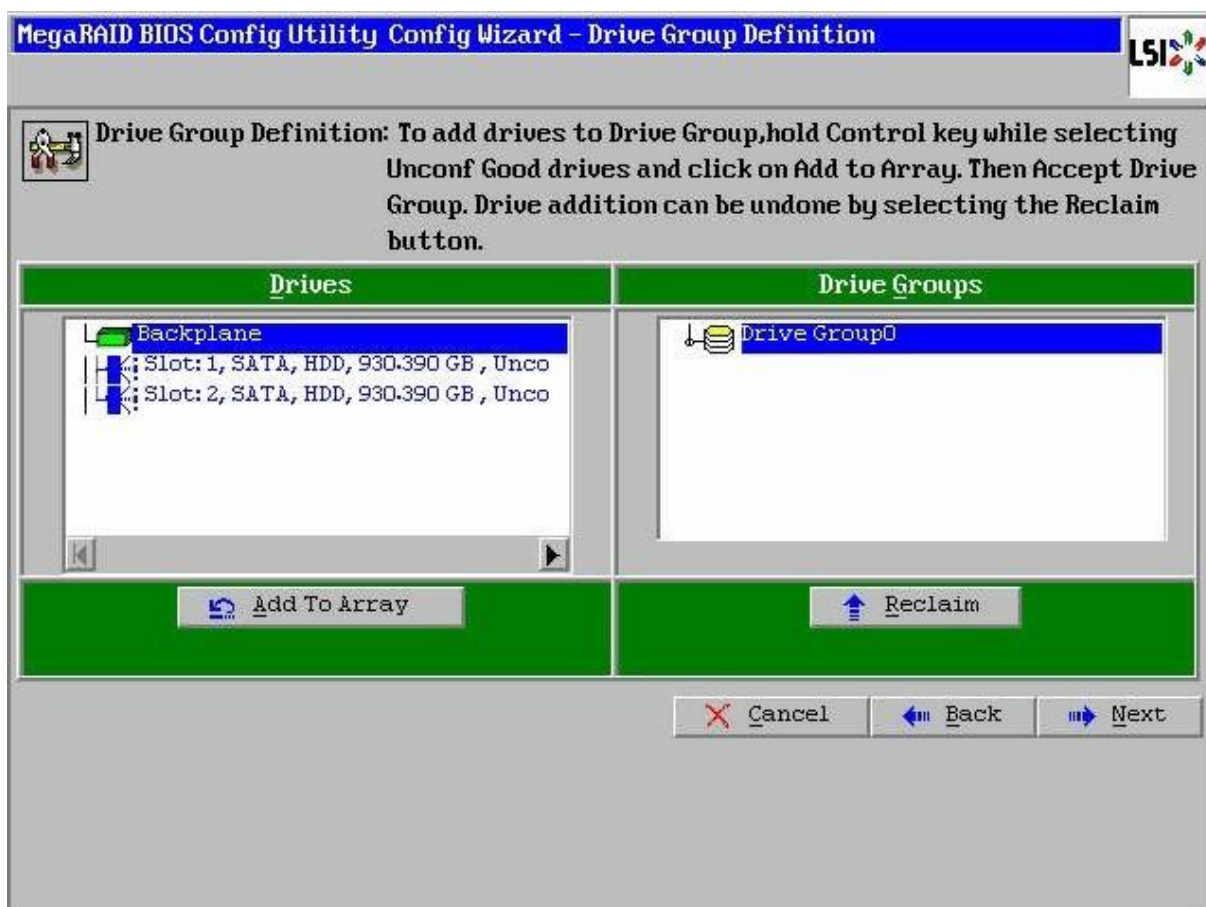 MegaRAID BIOS Config Utility Config Wizard - Drive Group Definition
LSI
Drive Group Definition: To add drives to Drive Group,hold Control key while selecting
Unconf Good drives and click on Add to Array. Then Accept Drive
Group. Drive addition can be undone by selecting the Reclaim
button.
Drives
Drive Groups
Backplane
Slot: 1, SATA, HDD, 930.390 GB , Unco
Slot: 2, SATA, HDD, 930.390 GB , Unco
Drive Group0
Add To Array
Reclaim
Cancel
Back
Next